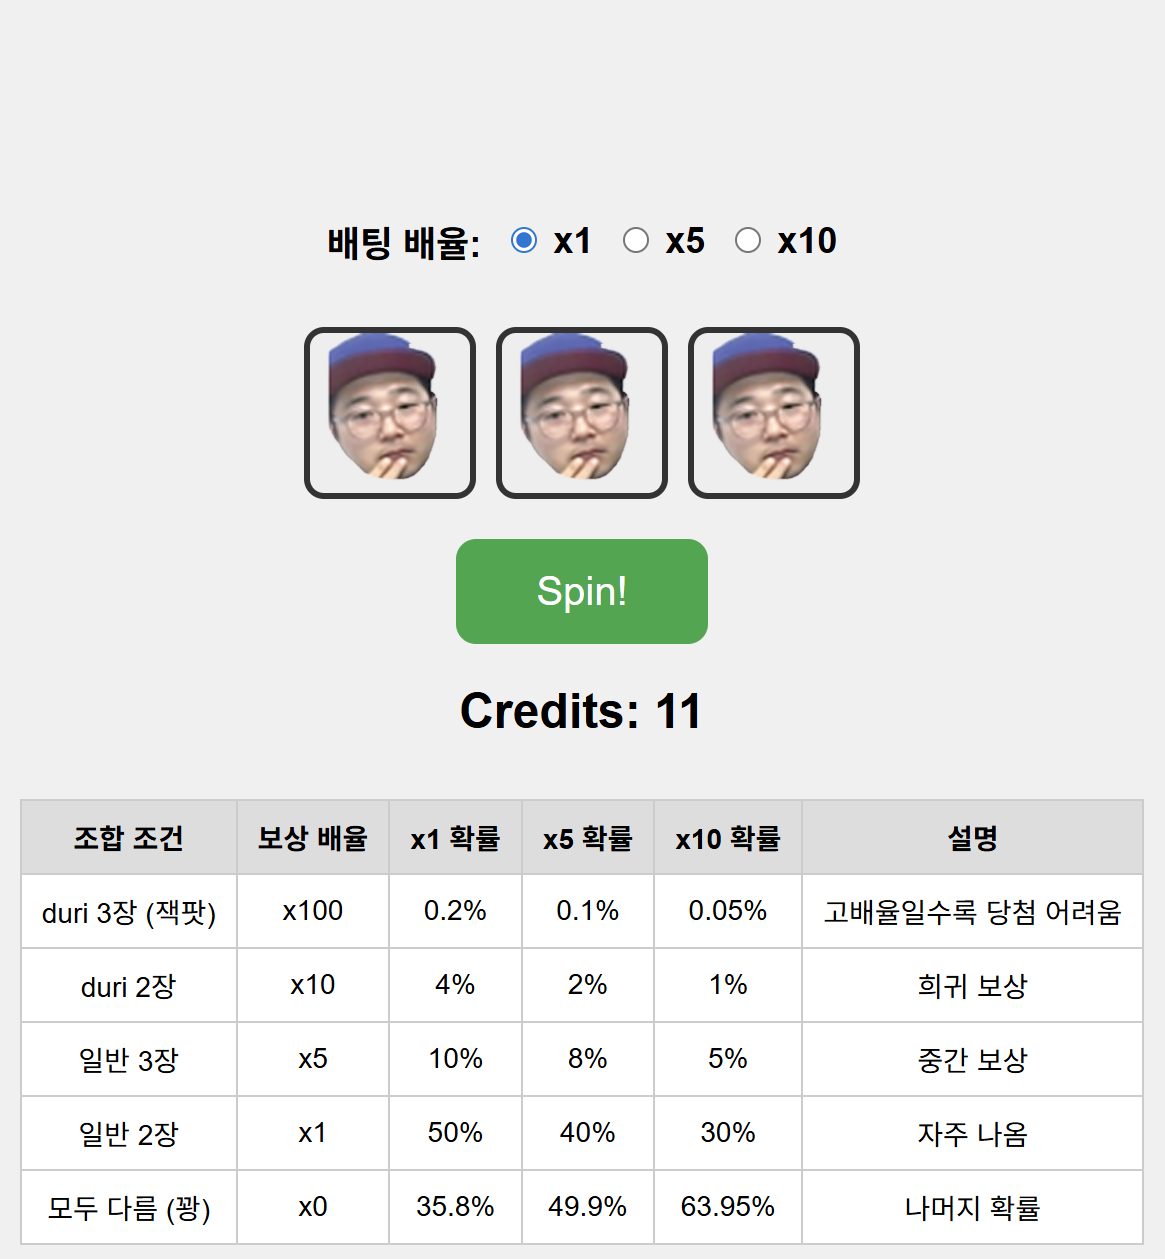 배팅 배율: x1 x5 x10
Spin!
Credits: 11
조합 조건 보상 배율 x1 확률 x5 확률 x10 확률 설명
duri 3장 (잭팟) x100 0.2% 0.1% 0.05% 고배율일수록 당첨 어려움
duri 2장 x10 4% 2% 1% 희귀 보상
일반 3장 x5 10% 8% 5% 중간 보상
일반 2장 x1 50% 40% 30% 자주 나옴
모두 다름 (꽝) x0 35.8% 49.9% 63.95% 나머지 확률